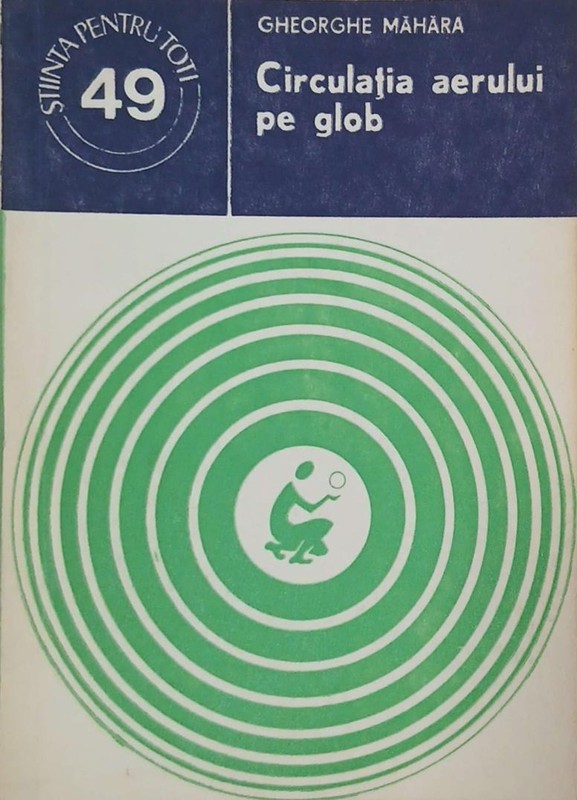 ȘTIINȚA PENTRU TOȚI
49
GHEORGHE MĂHĂRA
Circulația aerului
pe glob